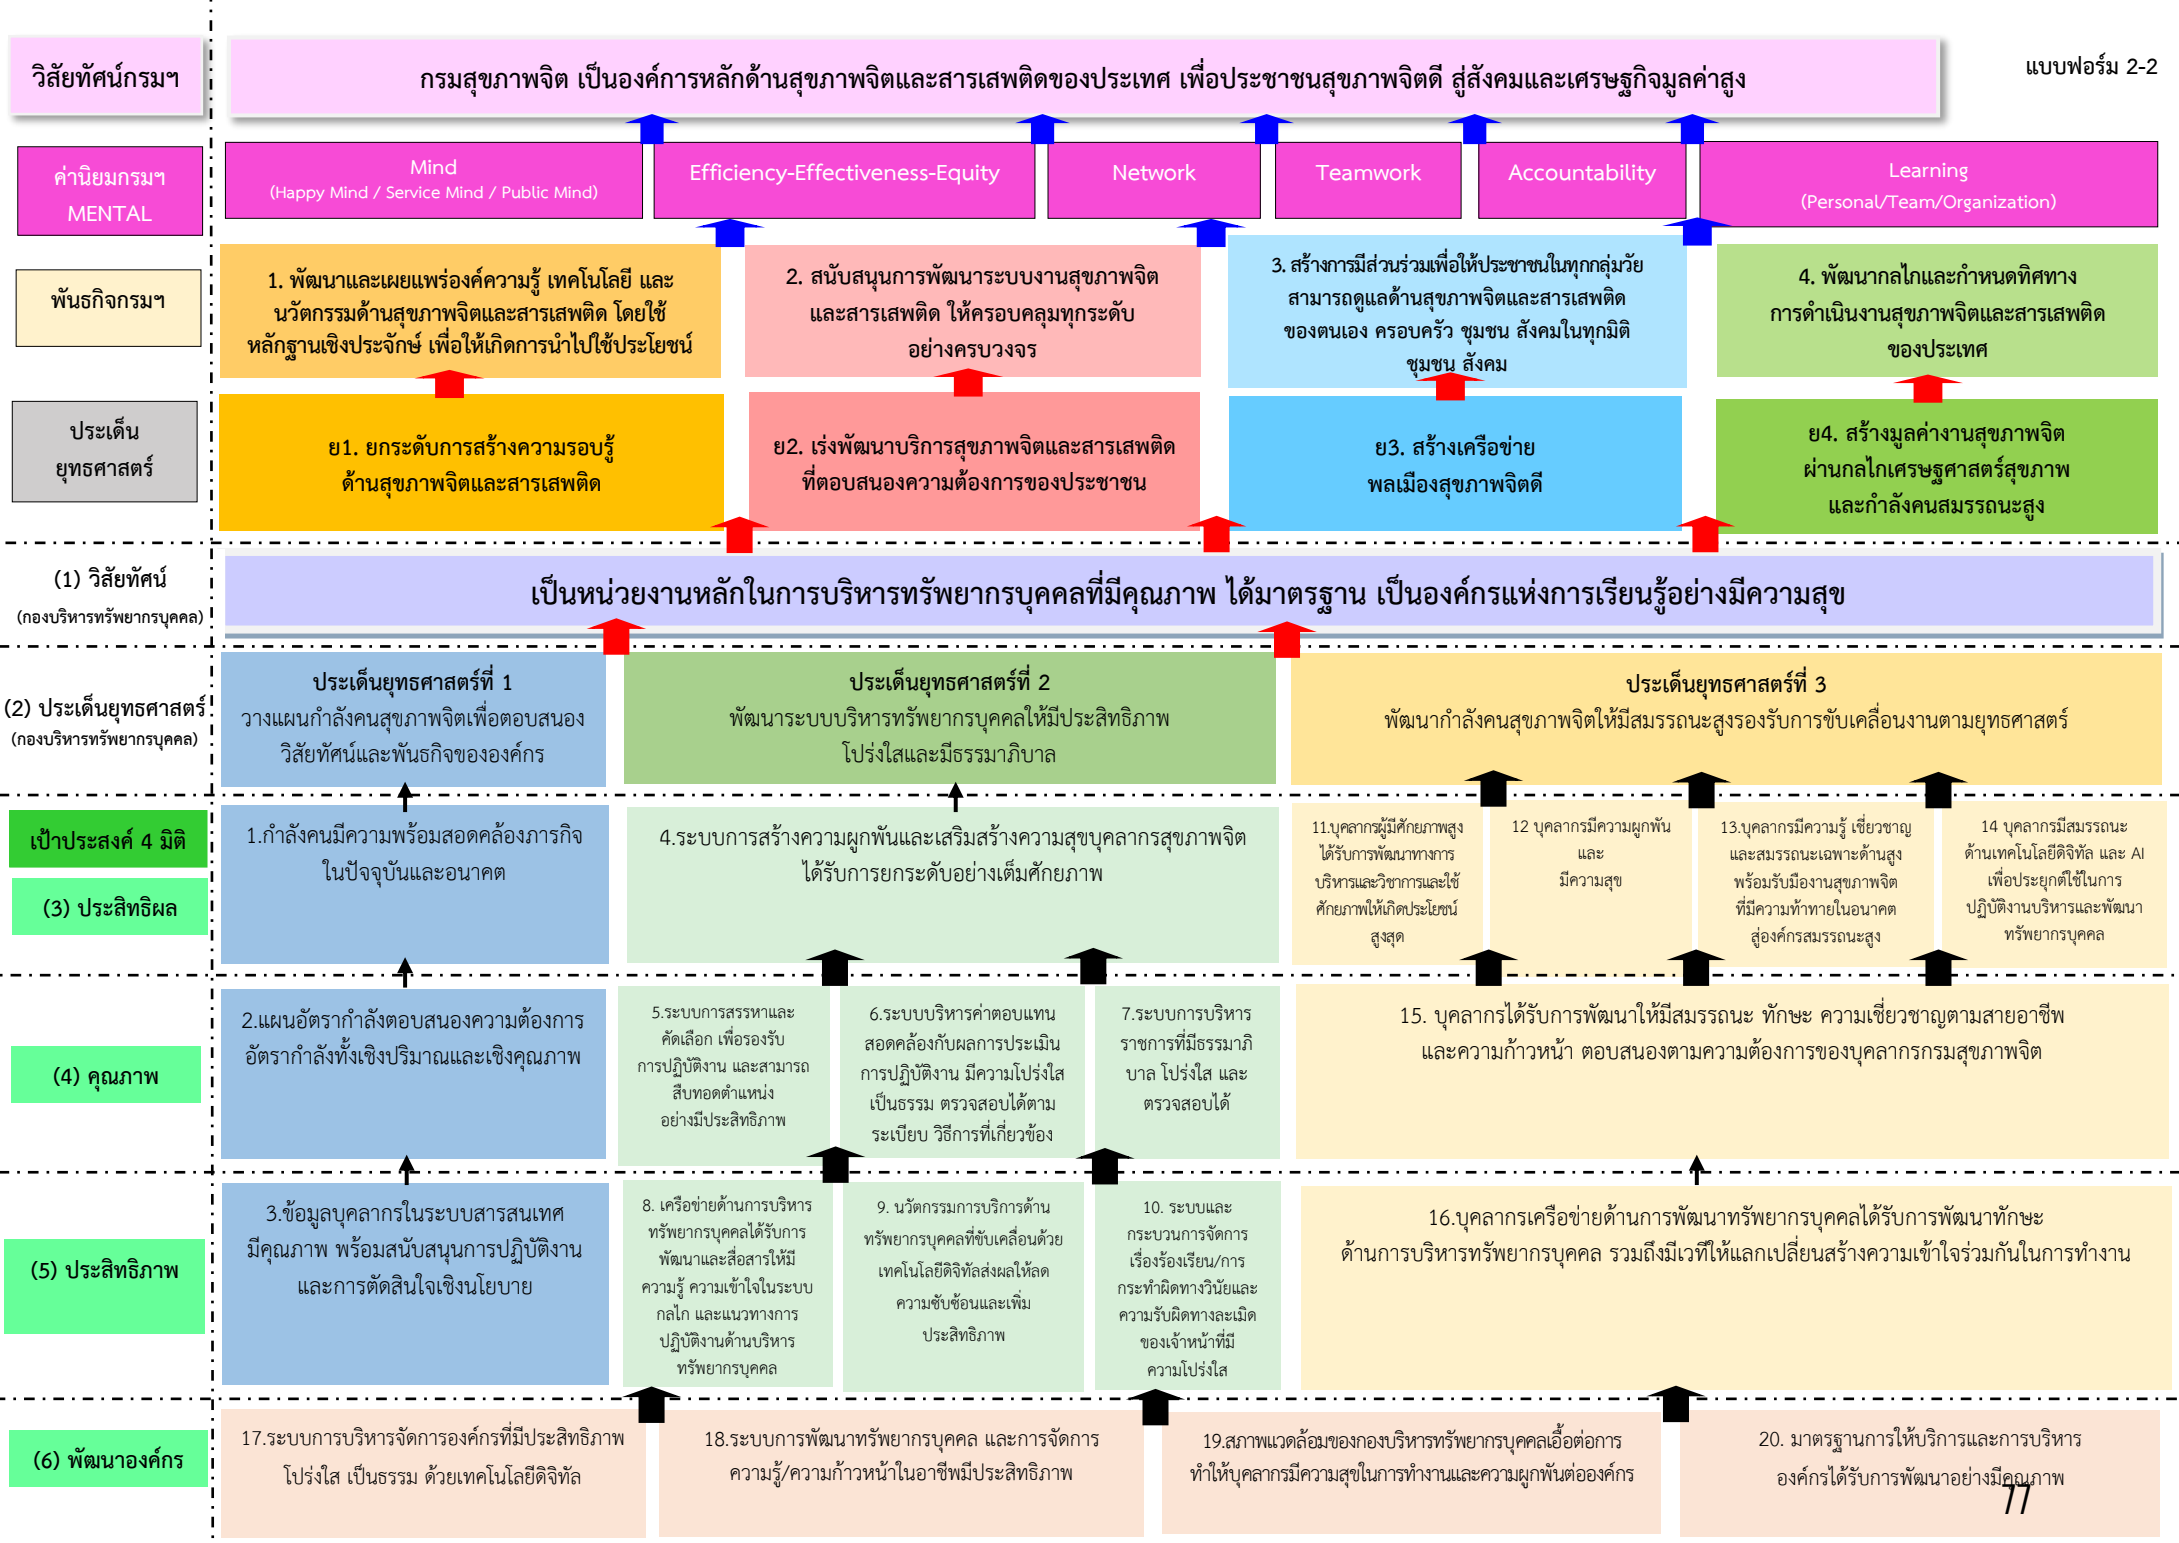 วิสัยทัศน์กรมฯ
กรมสุขภาพจิต เป็นองค์การหลักด้านสุขภาพจิตและสารเสพติดของประเทศ เพื่อประชาชนสุขภาพจิตดี สู่สังคมและเศรษฐกิจมูลค่าสูง
แบบฟอร์ม 2-2
ค่านิยมกรมฯ
MENTAL
Mind
(Happy Mind / Service Mind / Public Mind)
Efficiency-Effectiveness-Equity
Network
Teamwork
Accountability
Learning
(Personal/Team/Organization)
พันธกิจกรมฯ
1. พัฒนาและเผยแพร่องค์ความรู้ เทคโนโลยี และ
นวัตกรรมด้านสุขภาพจิตและสารเสพติด โดยใช้
หลักฐานเชิงประจักษ์ เพื่อให้เกิดการนำไปใช้ประโยชน์
2. สนับสนุนการพัฒนาระบบงานสุขภาพจิต
และสารเสพติด ให้ครอบคลุมทุกระดับ
อย่างครบวงจร
3. สร้างการมีส่วนร่วมเพื่อให้ประชาชนในทุกกลุ่มวัย
สามารถดูแลด้านสุขภาพจิตและสารเสพติด
ของตนเอง ครอบครัว ชุมชน สังคมในทุกมิติ
ชุมชน สังคม
4. พัฒนากลไกและกำหนดทิศทาง
การดำเนินงานสุขภาพจิตและสารเสพติด
ของประเทศ
ประเด็น
ยุทธศาสตร์
ย1. ยกระดับการสร้างความรอบรู้
ด้านสุขภาพจิตและสารเสพติด
ย2. เร่งพัฒนาบริการสุขภาพจิตและสารเสพติด
ที่ตอบสนองความต้องการของประชาชน
ย3. สร้างเครือข่าย
พลเมืองสุขภาพจิตดี
ย4. สร้างมูลค่างานสุขภาพจิต
ผ่านกลไกเศรษฐศาสตร์สุขภาพ
และกำลังคนสมรรถนะสูง
(1) วิสัยทัศน์
(กองบริหารทรัพยากรบุคคล)
เป็นหน่วยงานหลักในการบริหารทรัพยากรบุคคลที่มีคุณภาพ ได้มาตรฐาน เป็นองค์กรแห่งการเรียนรู้อย่างมีความสุข
(2) ประเด็นยุทธศาสตร์
(กองบริหารทรัพยากรบุคคล)
ประเด็นยุทธศาสตร์ที่ 1
วางแผนกำลังคนสุขภาพจิตเพื่อตอบสนอง
วิสัยทัศน์และพันธกิจขององค์กร
ประเด็นยุทธศาสตร์ที่ 2
พัฒนาระบบบริหารทรัพยากรบุคคลให้มีประสิทธิภาพ
โปร่งใสและมีธรรมาภิบาล
ประเด็นยุทธศาสตร์ที่ 3
พัฒนากำลังคนสุขภาพจิตให้มีสมรรถนะสูงรองรับการขับเคลื่อนงานตามยุทธศาสตร์
เป้าประสงค์ 4 มิติ
(3) ประสิทธิผล
1.กำลังคนมีความพร้อมสอดคล้องภารกิจ
ในปัจจุบันและอนาคต
4.ระบบการสร้างความผูกพันและเสริมสร้างความสุขบุคลากรสุขภาพจิต
ได้รับการยกระดับอย่างเต็มศักยภาพ
11.บุคลากรผู้มีศักยภาพสูง
ได้รับการพัฒนาทางการ
บริหารและวิชาการและใช้
ศักยภาพให้เกิดประโยชน์
สูงสุด
12 บุคลากรมีความผูกพัน
และ
มีความสุข
13.บุคลากรมีความรู้ เชี่ยวชาญ
และสมรรถนะเฉพาะด้านสูง
พร้อมรับมืองานสุขภาพจิต
ที่มีความท้าทายในอนาคต
สู่องค์กรสมรรถนะสูง
14 บุคลากรมีสมรรถนะ
ด้านเทคโนโลยีดิจิทัล และ AI
เพื่อประยุกต์ใช้ในการ
ปฏิบัติงานบริหารและพัฒนา
ทรัพยากรบุคคล
(4) คุณภาพ
2.แผนอัตรากำลังตอบสนองความต้องการ
อัตรากำลังทั้งเชิงปริมาณและเชิงคุณภาพ
5.ระบบการสรรหาและ
คัดเลือก เพื่อรองรับ
การปฏิบัติงาน และสามารถ
สืบทอดตำแหน่ง
อย่างมีประสิทธิภาพ
6.ระบบบริหารค่าตอบแทน
สอดคล้องกับผลการประเมิน
การปฏิบัติงาน มีความโปร่งใส
เป็นธรรม ตรวจสอบได้ตาม
ระเบียบ วิธีการที่เกี่ยวข้อง
7.ระบบการบริหาร
ราชการที่มีธรรมาภิ
บาล โปร่งใส และ
ตรวจสอบได้
15. บุคลากรได้รับการพัฒนาให้มีสมรรถนะ ทักษะ ความเชี่ยวชาญตามสายอาชีพ
และความก้าวหน้า ตอบสนองตามความต้องการของบุคลากรกรมสุขภาพจิต
(5) ประสิทธิภาพ
3.ข้อมูลบุคลากรในระบบสารสนเทศ
มีคุณภาพ พร้อมสนับสนุนการปฏิบัติงาน
และการตัดสินใจเชิงนโยบาย
8. เครือข่ายด้านการบริหาร
ทรัพยากรบุคคลได้รับการ
พัฒนาและสื่อสารให้มี
ความรู้ ความเข้าใจในระบบ
กลไก และแนวทางการ
ปฏิบัติงานด้านบริหาร
ทรัพยากรบุคคล
9. นวัตกรรมการบริการด้าน
ทรัพยากรบุคคลที่ขับเคลื่อนด้วย
เทคโนโลยีดิจิทัลส่งผลให้ลด
ความซับซ้อนและเพิ่ม
ประสิทธิภาพ
10. ระบบและ
กระบวนการจัดการ
เรื่องร้องเรียน/การ
กระทำผิดทางวินัยและ
ความรับผิดทางละเมิด
ของเจ้าหน้าที่มี
ความโปร่งใส
16.บุคลากรเครือข่ายด้านการพัฒนาทรัพยากรบุคคลได้รับการพัฒนาทักษะ
ด้านการบริหารทรัพยากรบุคคล รวมถึงมีเวทีให้แลกเปลี่ยนสร้างความเข้าใจร่วมกันในการทำงาน
(6) พัฒนาองค์กร
17.ระบบการบริหารจัดการองค์กรที่มีประสิทธิภาพ
โปร่งใส เป็นธรรม ด้วยเทคโนโลยีดิจิทัล
18.ระบบการพัฒนาทรัพยากรบุคคล และการจัดการ
ความรู้/ความก้าวหน้าในอาชีพมีประสิทธิภาพ
19.สภาพแวดล้อมของกองบริหารทรัพยากรบุคคลเอื้อต่อการ
ทำให้บุคลากรมีความสุขในการทำงานและความผูกพันต่อองค์กร
20. มาตรฐานการให้บริการและการบริหาร
องค์กรได้รับการพัฒนาอย่างมีคุณภาพ
77